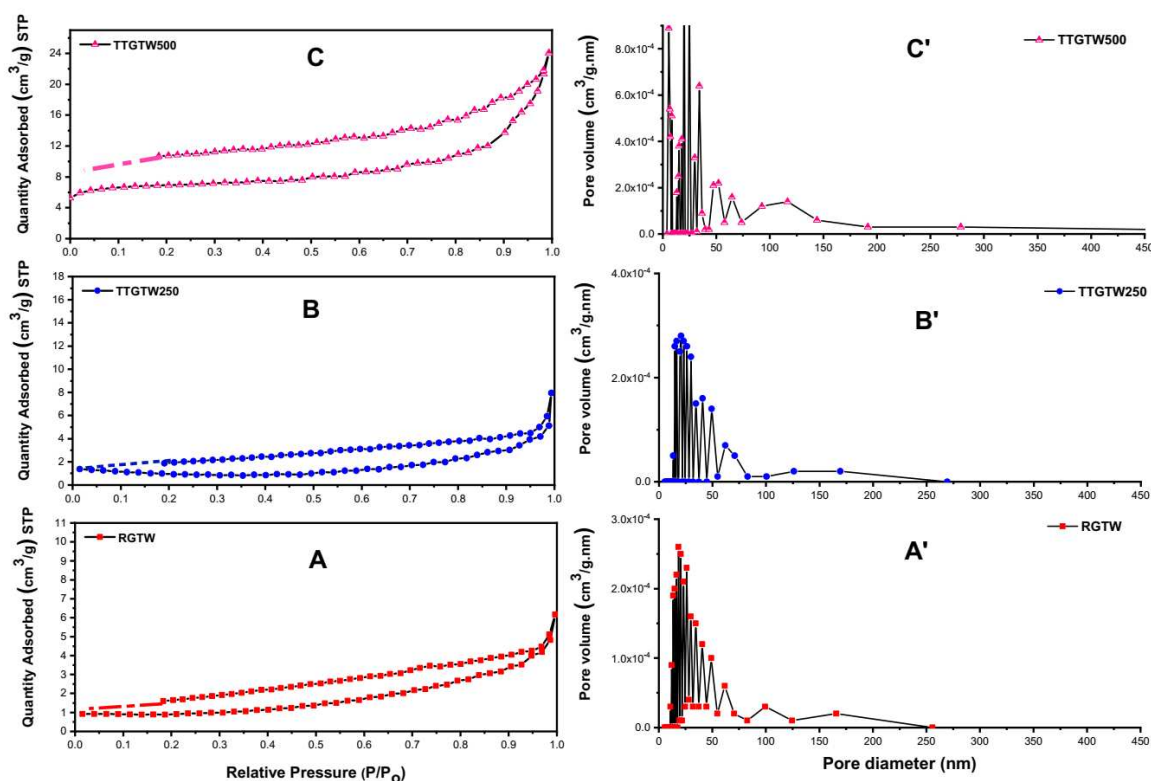 TTGTW500
C
Quantity Adsorbed (cm³/g) STP
24
20
16
12
8
4
0
0.0 0.1 0.2 0.3 0.4 0.5 0.6 0.7 0.8 0.9 1.0
TTGTW500
C'
Pore volume (cm³/g.nm)
8.0x10⁻⁴
6.0x10⁻⁴
4.0x10⁻⁴
2.0x10⁻⁴
0.0
0 50 100 150 200 250 300 350 400 450
TTGTW250
B
Quantity Adsorbed (cm³/g) STP
18
16
14
12
10
8
6
4
2
0
0.0 0.1 0.2 0.3 0.4 0.5 0.6 0.7 0.8 0.9 1.0
TTGTW250
B'
Pore volume (cm³/g.nm)
4.0x10⁻⁴
2.0x10⁻⁴
0.0
0 50 100 150 200 250 300 350 400 450
RGTW
A
Quantity Adsorbed (cm³/g) STP
11
10
9
8
7
6
5
4
3
2
1
0
0.0 0.1 0.2 0.3 0.4 0.5 0.6 0.7 0.8 0.9 1.0
Relative Pressure (P/P₀)
RGTW
A'
Pore volume (cm³/g.nm)
3.0x10⁻⁴
2.0x10⁻⁴
1.0x10⁻⁴
0.0
0 50 100 150 200 250 300 350 400 450
Pore diameter (nm)